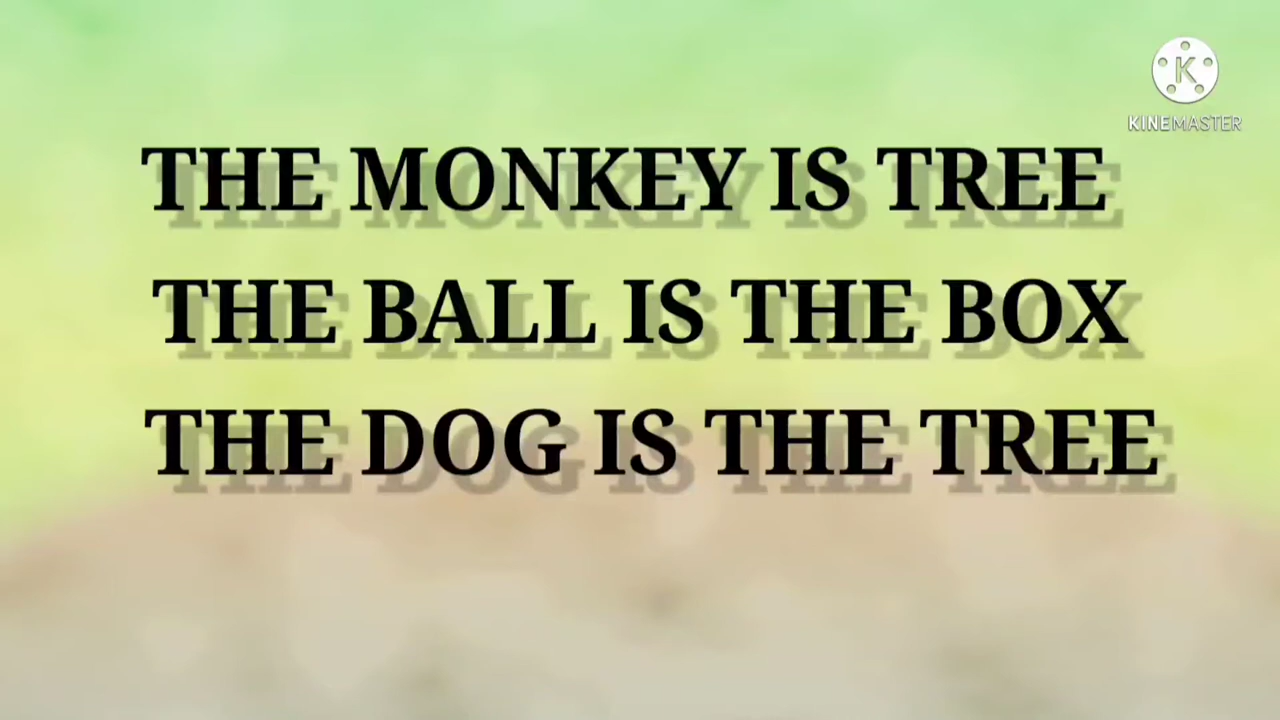 K
KINEMASTER
THE MONKEY IS TREE
THE BALL IS THE BOX
THE DOG IS THE TREE